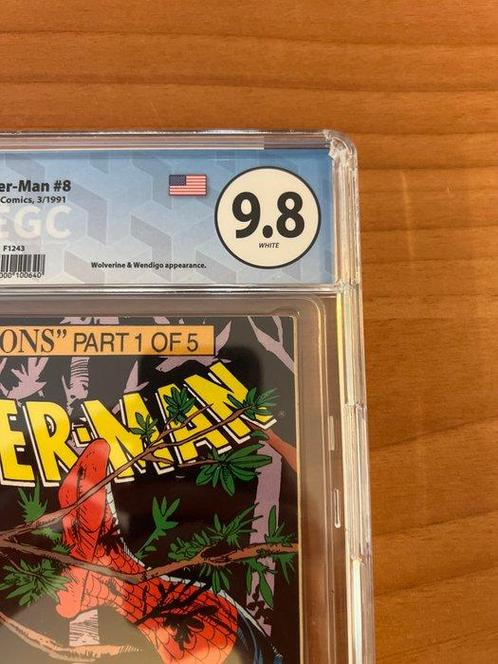 er-Man #8
Comics, 3/1991
EGC
F1243
000100640
Wolverine & Wendigo appearance.
9.8
WHITE
ONS” PART 1 OF 5
ER-MAN®